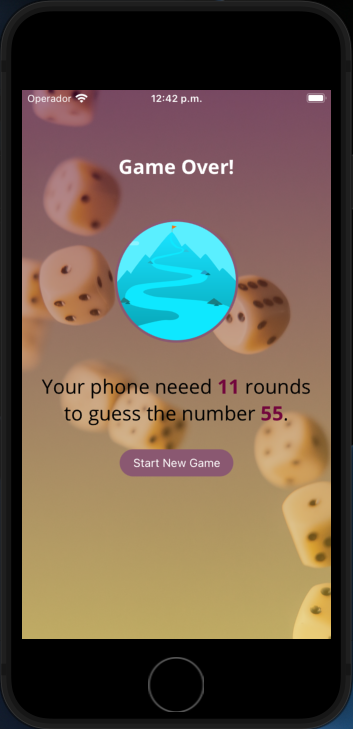 Operador 12:42 p.m.
Game Over!
Your phone neeed 11 rounds
to guess the number 55.
Start New Game